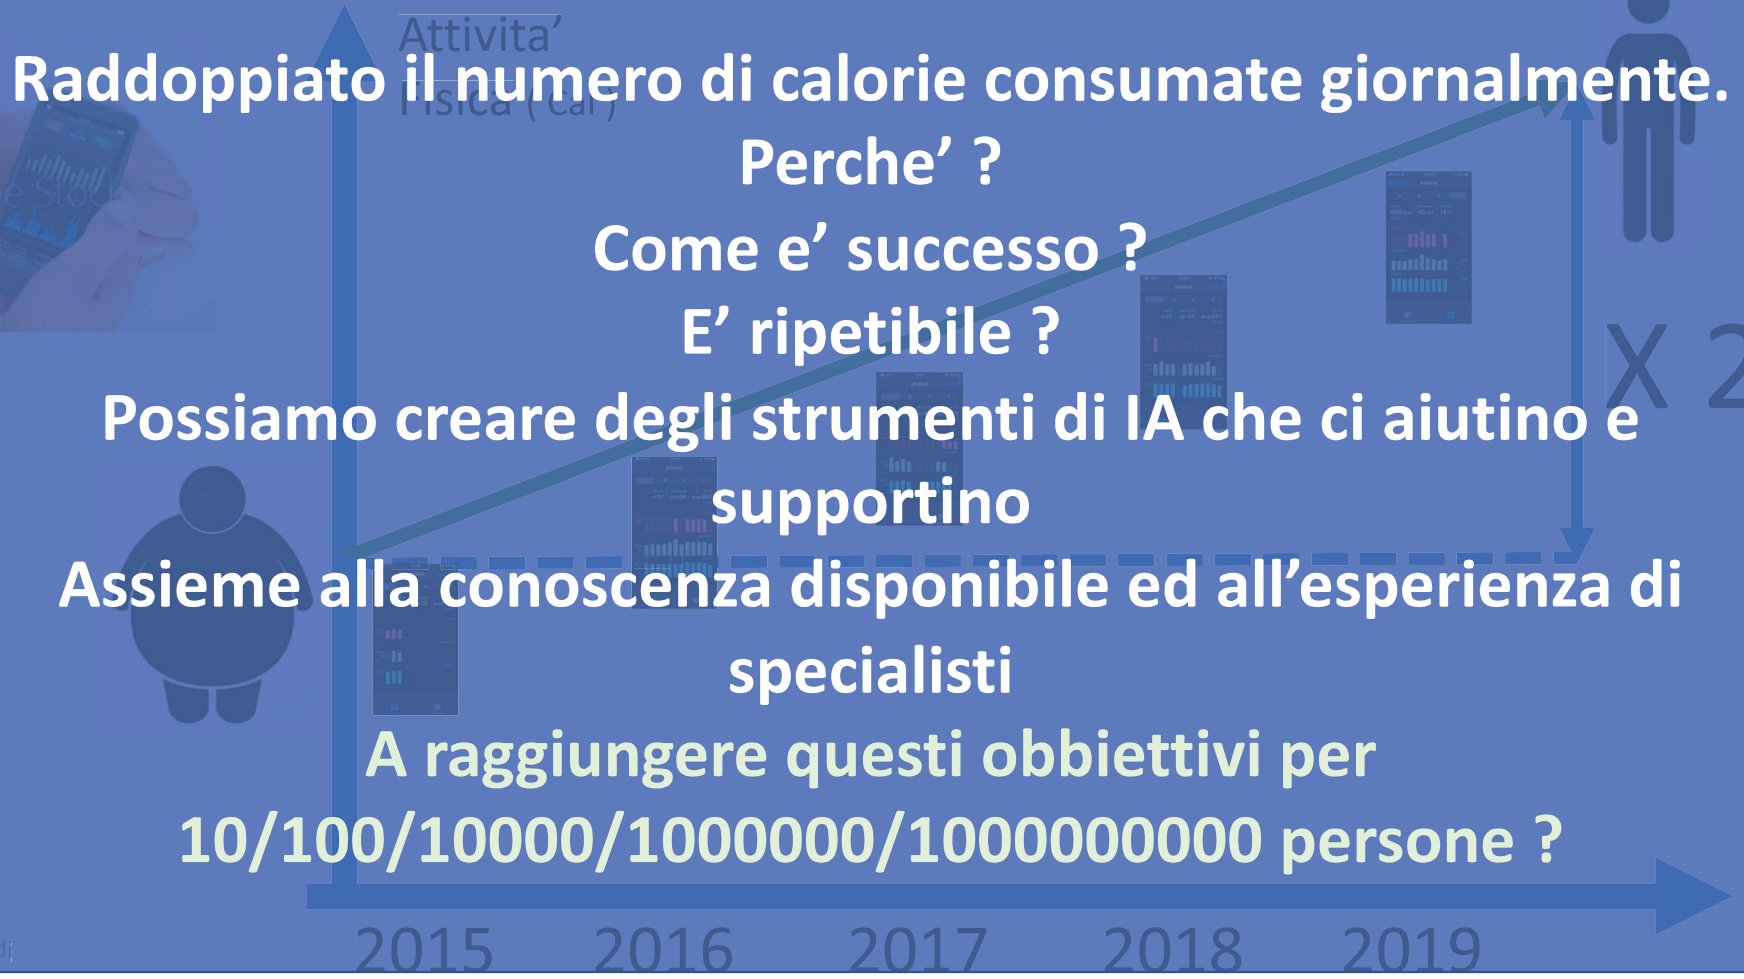 Attivita’
Fisica ( Cal )
Raddoppiato il numero di calorie consumate giornalmente.
Perche’ ?
Come e’ successo ?
E’ ripetibile ?
X 2
Possiamo creare degli strumenti di IA che ci aiutino e
supportino
Assieme alla conoscenza disponibile ed all’esperienza di
specialisti
A raggiungere questi obbiettivi per
10/100/10000/1000000/1000000000 persone ?
2015 2016 2017 2018 2019